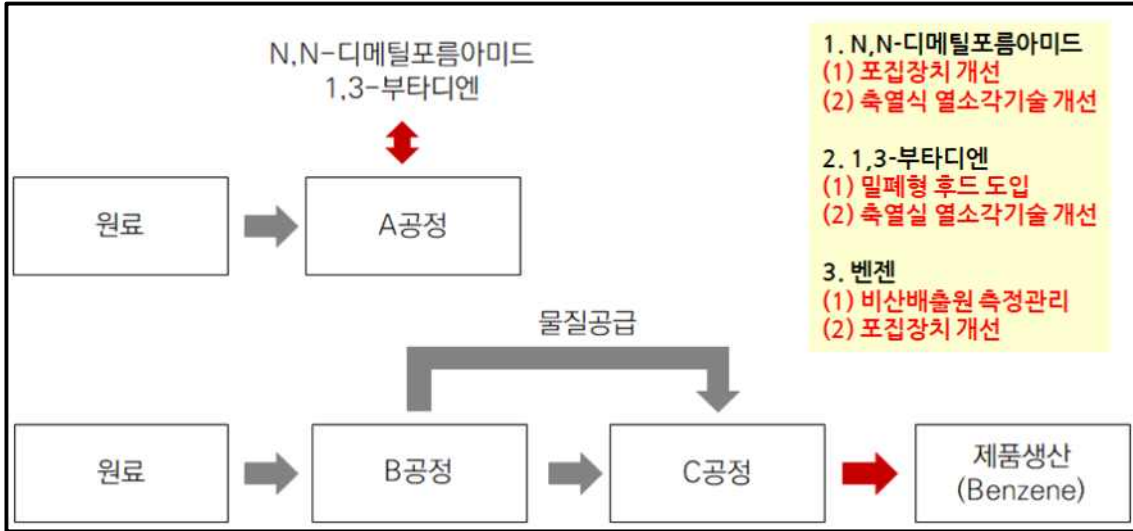 N,N-디메틸포름아미드
1,3-부타디엔
원료
A공정
1. N,N-디메틸포름아미드
(1) 포집장치 개선
(2) 축열식 열소각기술 개선
2. 1,3-부타디엔
(1) 밀폐형 후드 도입
(2) 축열실 열소각기술 개선
3. 벤젠
(1) 비산배출원 측정관리
(2) 포집장치 개선
물질공급
원료
B공정
C공정
제품생산
(Benzene)